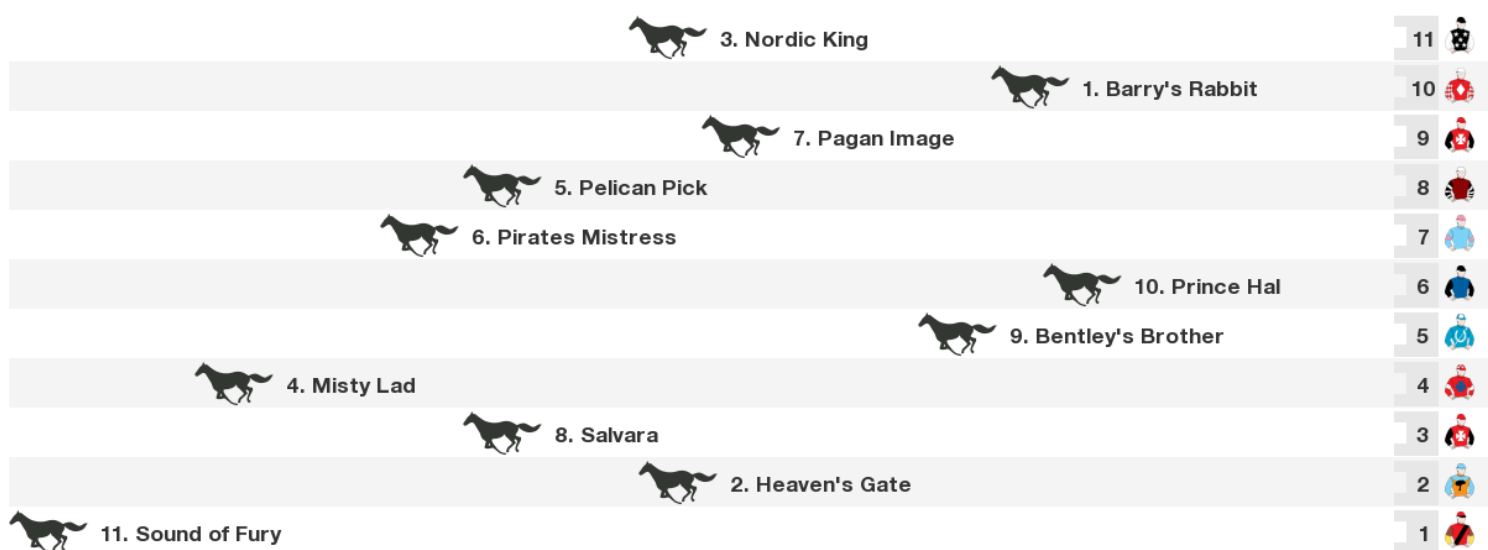 3. Nordic King 11
1. Barry's Rabbit 10
7. Pagan Image 9
5. Pelican Pick 8
6. Pirates Mistress 7
10. Prince Hal 6
9. Bentley's Brother 5
4. Misty Lad 4
8. Salvara 3
2. Heaven's Gate 2
11. Sound of Fury 1